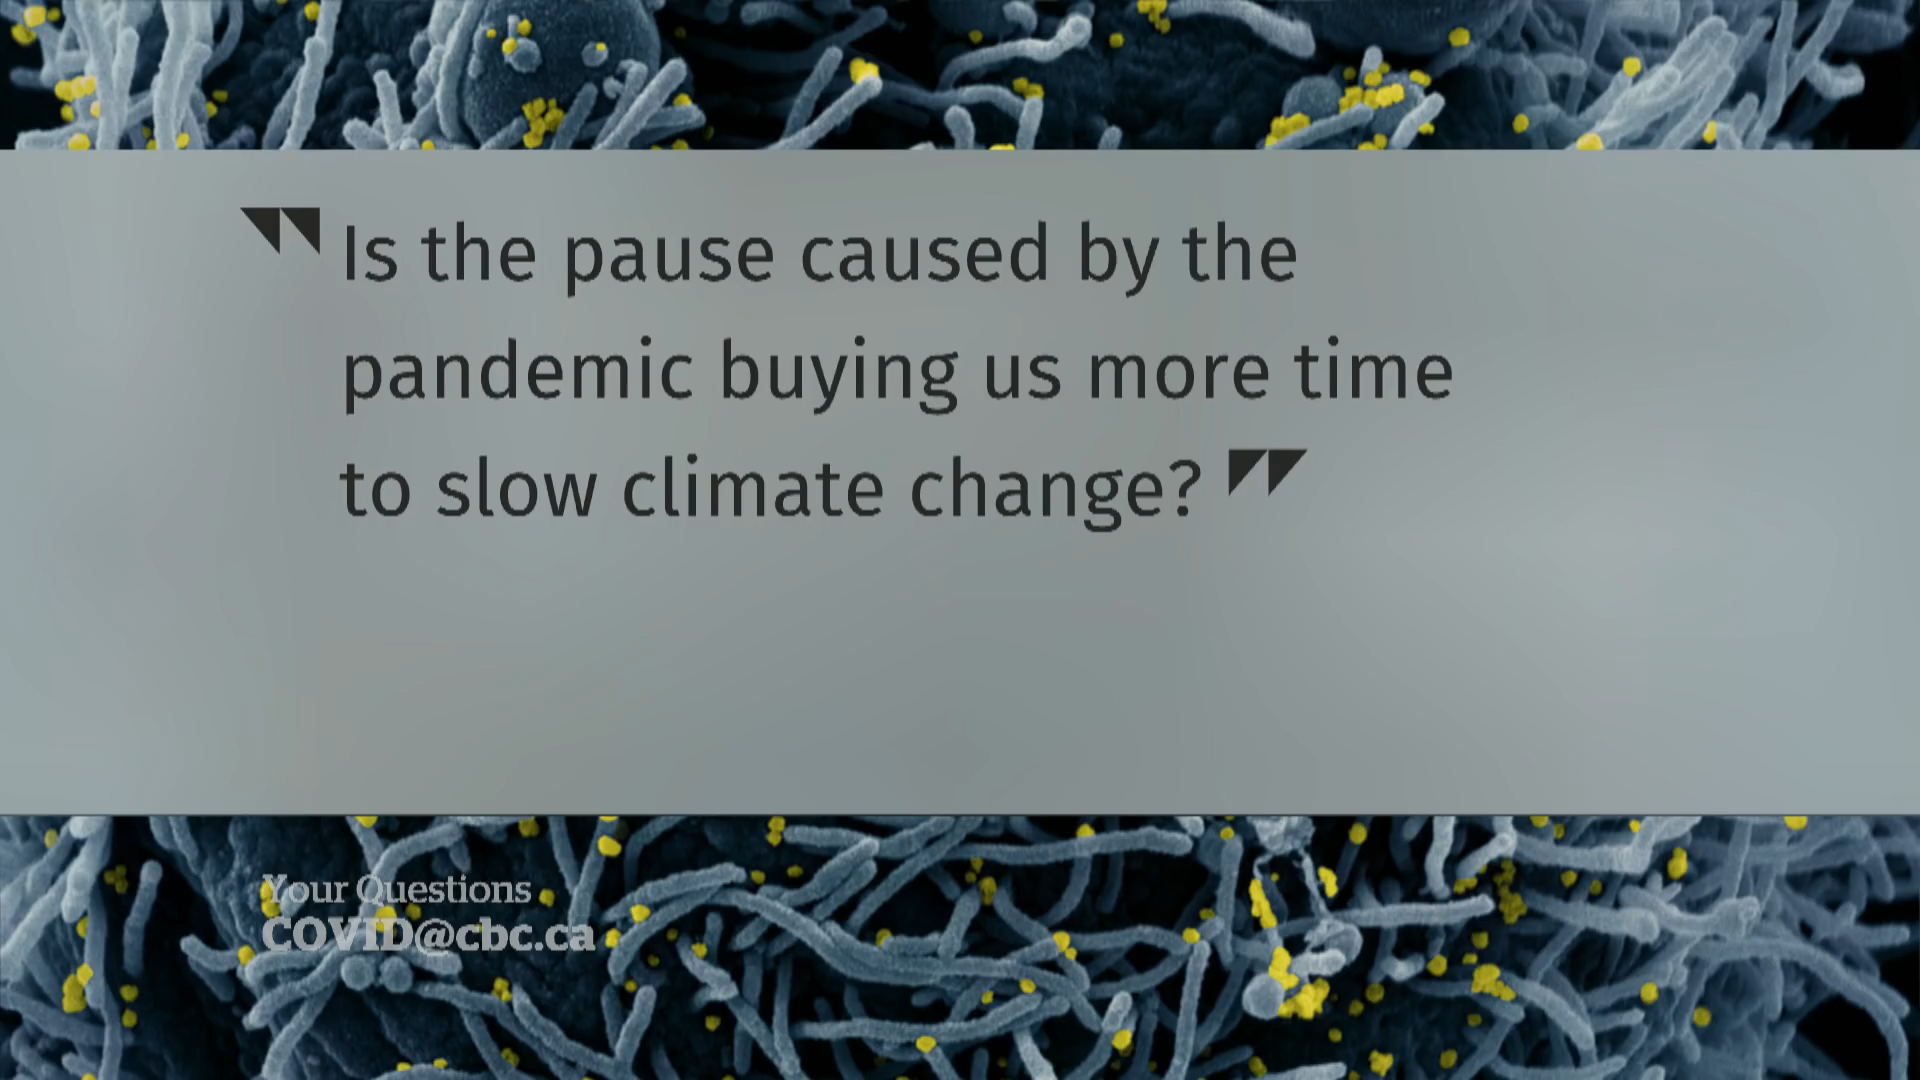 "Is the pause caused by the
pandemic buying us more time
to slow climate change?"
Your Questions
COVID@cbc.ca